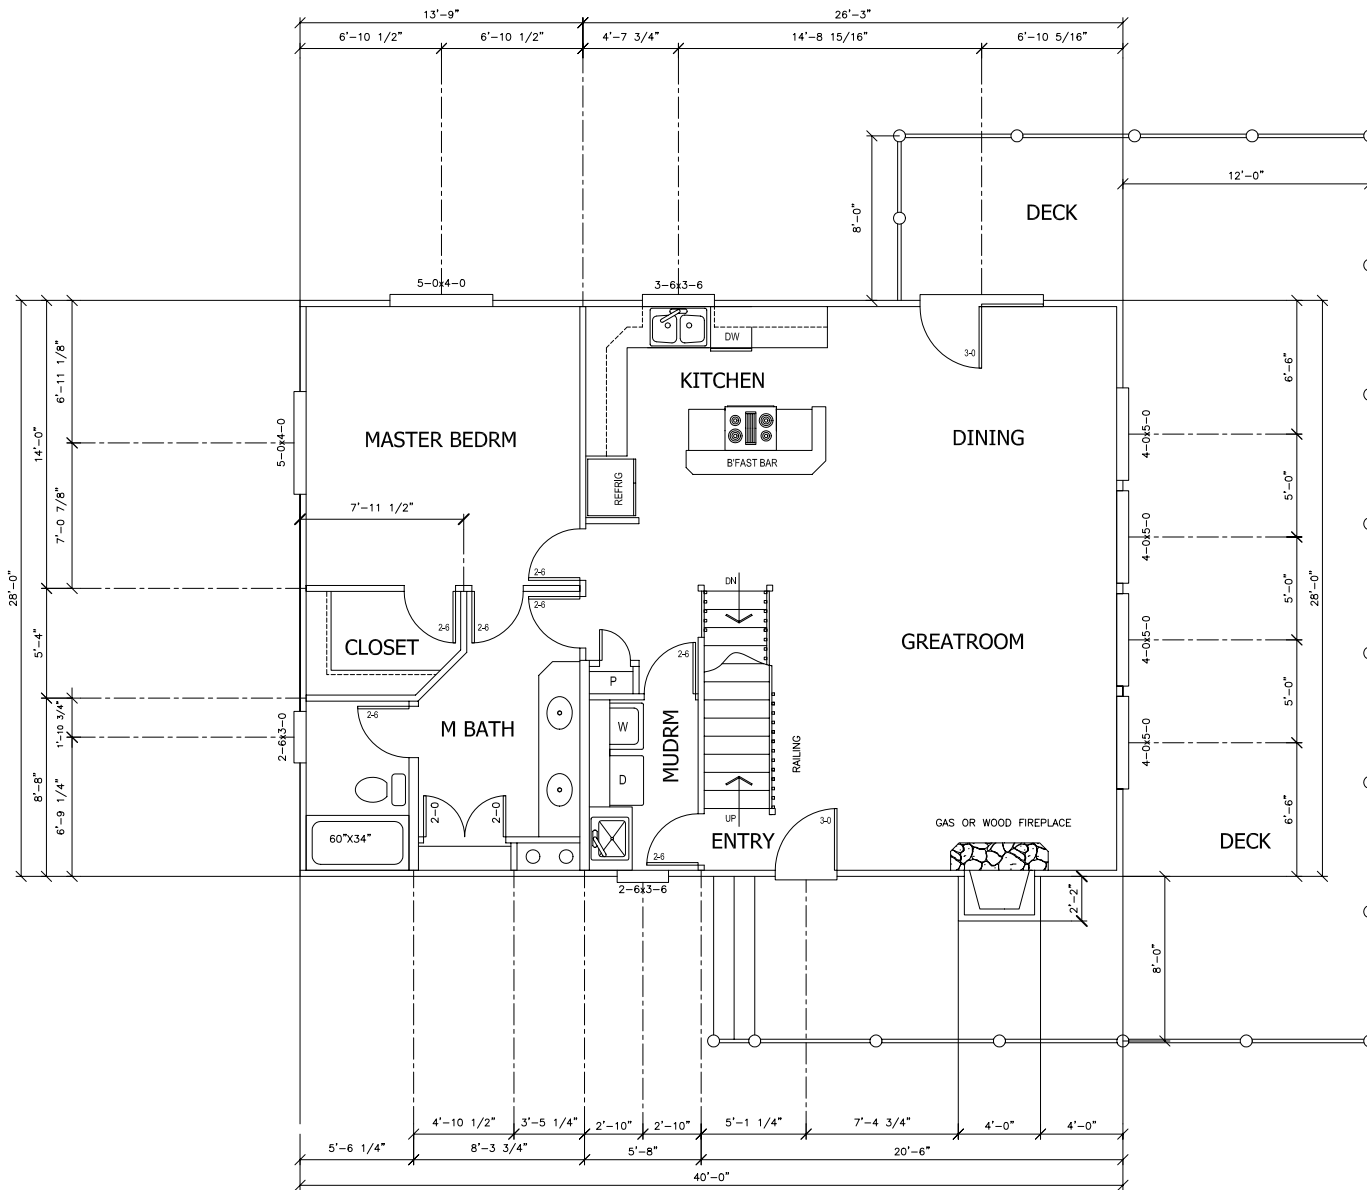 13'-9"
26'-3"
6'-10 1/2"
6'-10 1/2"
4'-7 3/4"
14'-8 15/16"
6'-10 5/16"
12'-0"
8'-0"
DECK
5-0x4-0
3-6x3-6
DW
3-0
KITCHEN
MASTER BEDRM
DINING
B'FAST BAR
REFRIG
5-0x4-0
4-0x5-0
4-0x5-0
4-0x5-0
4-0x5-0
6'-6"
5'-0"
5'-0"
5'-0"
6'-6"
28'-0"
28'-0"
14'-0"
6'-11 1/8"
7'-0 7/8"
5'-4"
8'-8"
1'-10 3/4"
6'-9 1/4"
7'-11 1/2"
2-6
2-6
DN
2-6
2-6
2-6
CLOSET
GREATROOM
P
2-6
2-6x3-0
2-6
M BATH
W
MUDRM
RAILING
D
2-0
2-0
UP
3-0
GAS OR WOOD FIREPLACE
60"X34"
ENTRY
2-6
DECK
2-6x3-6
2'-2"
8'-0"
4'-10 1/2"
3'-5 1/4"
2'-10"
2'-10"
5'-1 1/4"
7'-4 3/4"
4'-0"
4'-0"
5'-6 1/4"
8'-3 3/4"
5'-8"
20'-6"
40'-0"